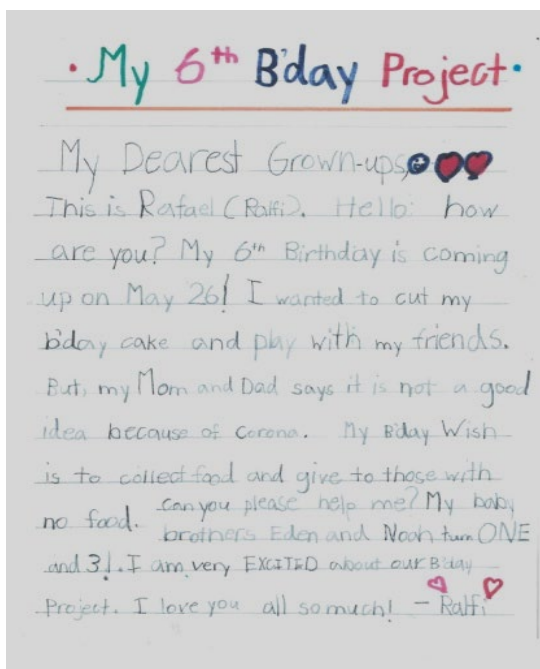 • My 6th B'day Project •
My Dearest Grown-ups,
This is Rafael (Ralfi). Hello: how
are you? My 6th Birthday is coming
up on May 26! I wanted to cut my
b'day cake and play with my friends.
But, my Mom and Dad says it is not a good
idea because of corona. My B'day Wish
is to collect food and give to those with
no food. can you please help me? My baby
brothers Eden and Noah turn ONE
and 3!. I am very EXCITED about our B'day
Project. I love you all so much! - Ralfi